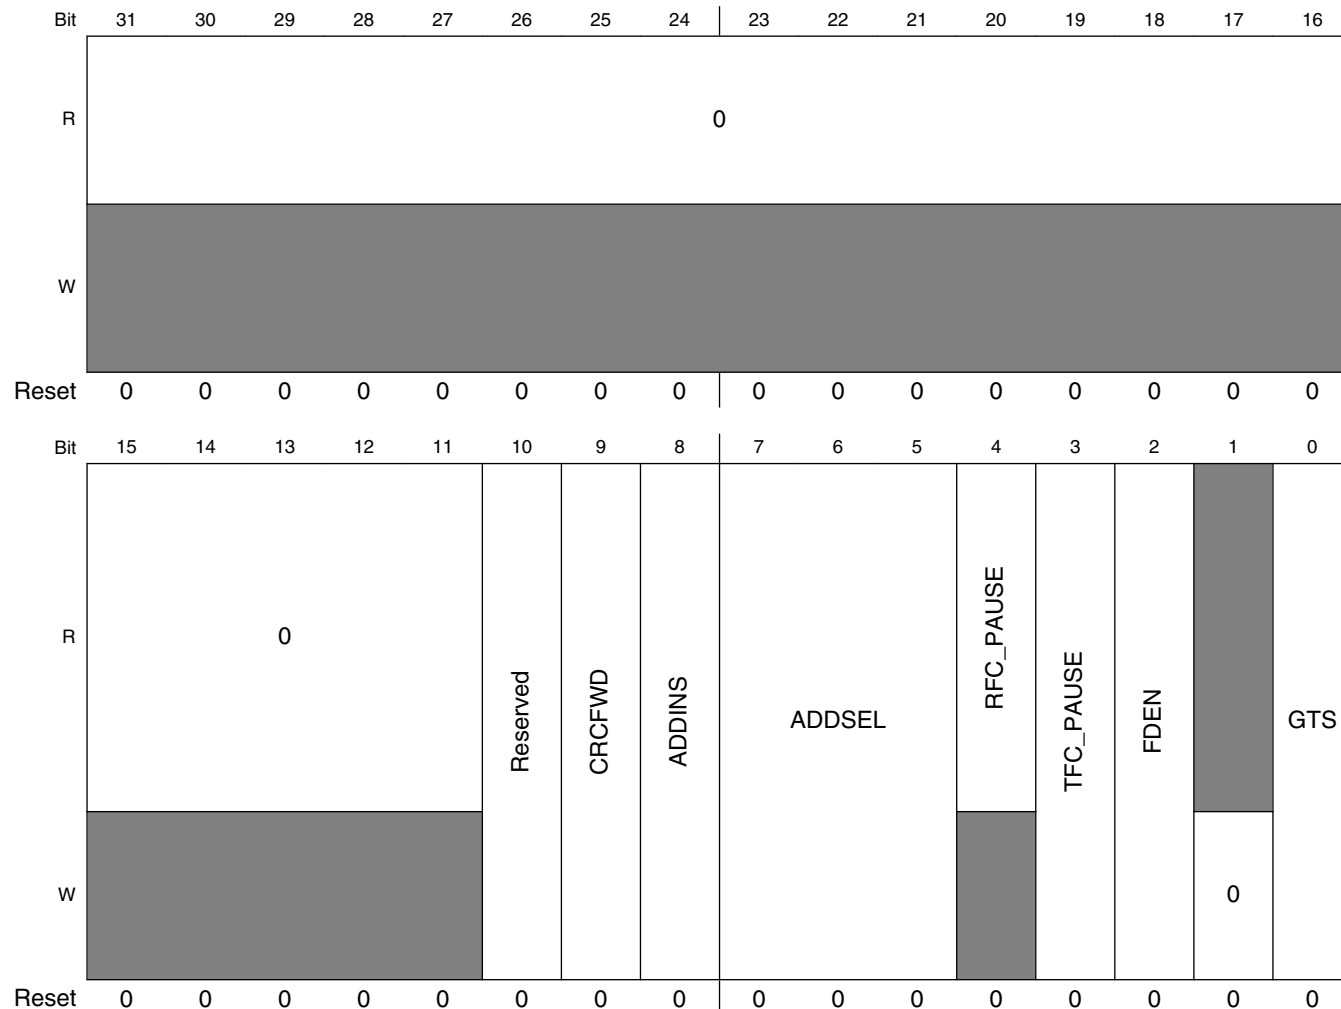 Bit 31 30 29 28 27 26 25 24 23 22 21 20 19 18 17 16
R 0
W
Reset 0 0 0 0 0 0 0 0 0 0 0 0 0 0 0 0
Bit 15 14 13 12 11 10 9 8 7 6 5 4 3 2 1 0
R 0 Reserved CRCFWD ADDINS ADDSEL RFC_PAUSE TFC_PAUSE FDEN GTS
W 0
Reset 0 0 0 0 0 0 0 0 0 0 0 0 0 0 0 0